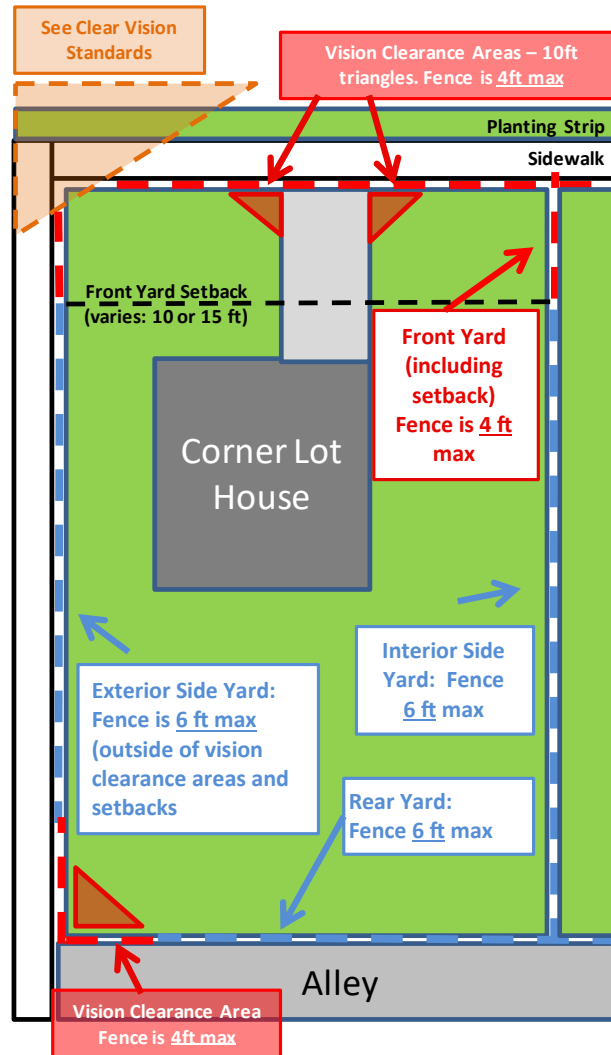 See Clear Vision
Standards
Vision Clearance Areas – 10ft
triangles. Fence is 4ft max
Planting Strip
Sidewalk
Front Yard Setback
(varies: 10 or 15 ft)
Front Yard
(including
setback)
Fence is 4 ft
max
Corner Lot
House
Interior Side
Yard: Fence
6 ft max
Exterior Side Yard:
Fence is 6 ft max
(outside of vision
clearance areas and
setbacks
Rear Yard:
Fence 6 ft max
Alley
Vision Clearance Area
Fence is 4ft max